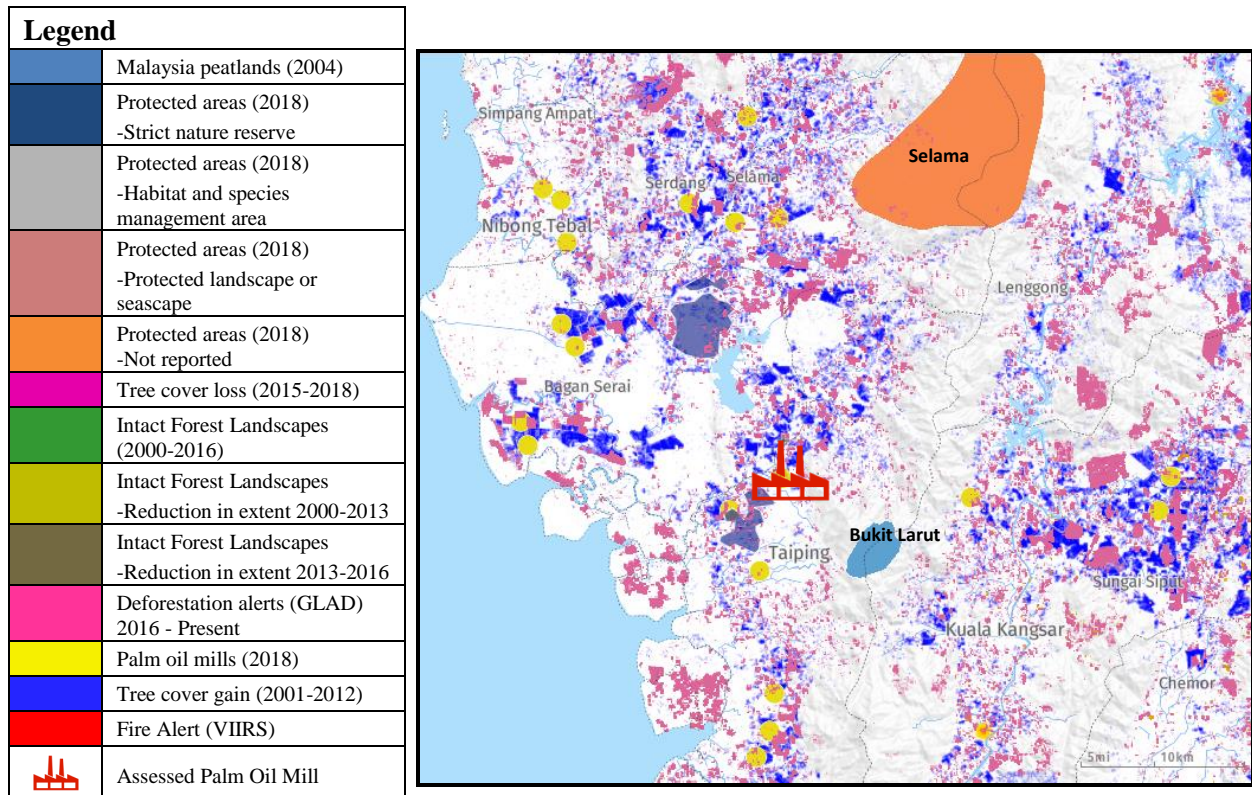 Legend
Malaysia peatlands (2004)
Protected areas (2018)
-Strict nature reserve
Protected areas (2018)
-Habitat and species
management area
Protected areas (2018)
-Protected landscape or
seascape
Protected areas (2018)
-Not reported
Tree cover loss (2015-2018)
Intact Forest Landscapes
(2000-2016)
Intact Forest Landscapes
-Reduction in extent 2000-2013
Intact Forest Landscapes
-Reduction in extent 2013-2016
Deforestation alerts (GLAD)
2016 - Present
Palm oil mills (2018)
Tree cover gain (2001-2012)
Fire Alert (VIIRS)
Assessed Palm Oil Mill
Simpang Ampat
Selama
Serdang
Selama
Nibong Tebal
Lenggong
Bagan Serai
Bukit Larut
Taiping
Sungai Siput
Kuala Kangsar
Chemor
5mi
10km